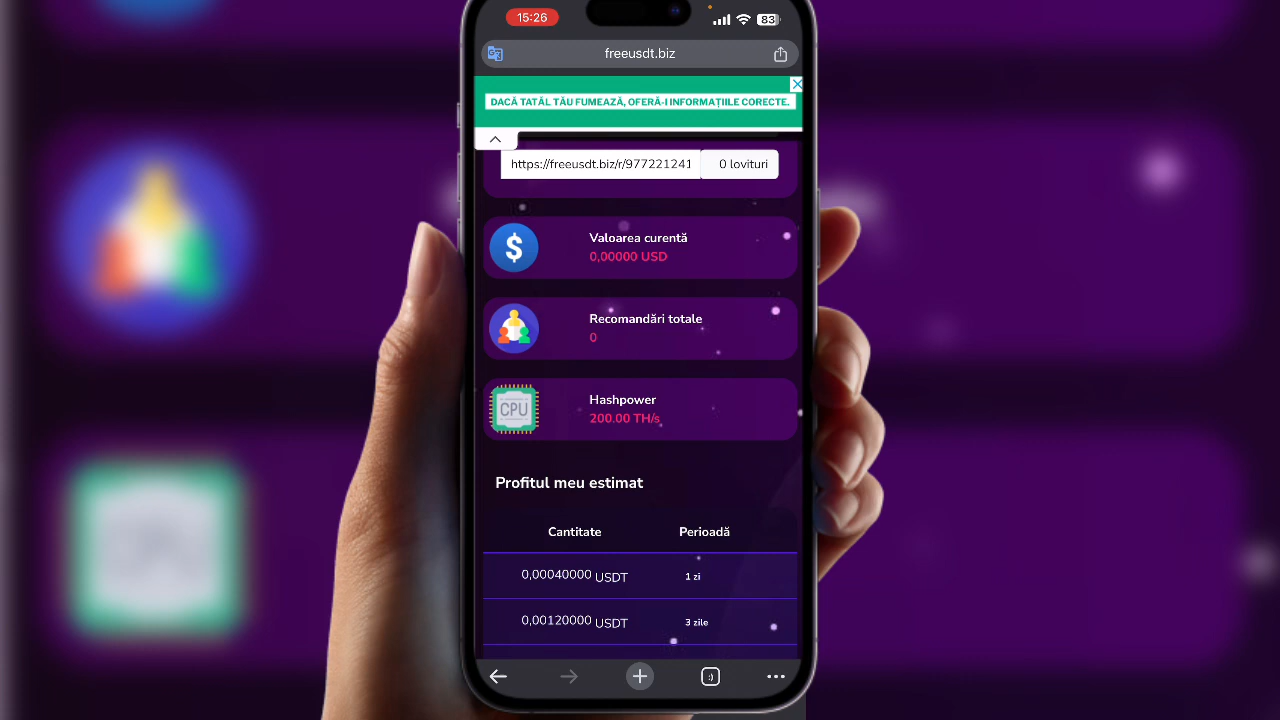 15:26
83
freeusdt.biz
DACĂ TATĂL TĂU FUMEAZĂ, OFERĂ-I INFORMAȚIILE CORECTE.
https://freeusdt.biz/r/977221241
0 lovituri
$
Valoarea curentă
0,00000 USD
Recomandări totale
0
CPU
Hashpower
200.00 TH/s
Profitul meu estimat
Cantitate Perioadă
0,00040000 USDT 1 zi
0,00120000 USDT 3 zile
:)